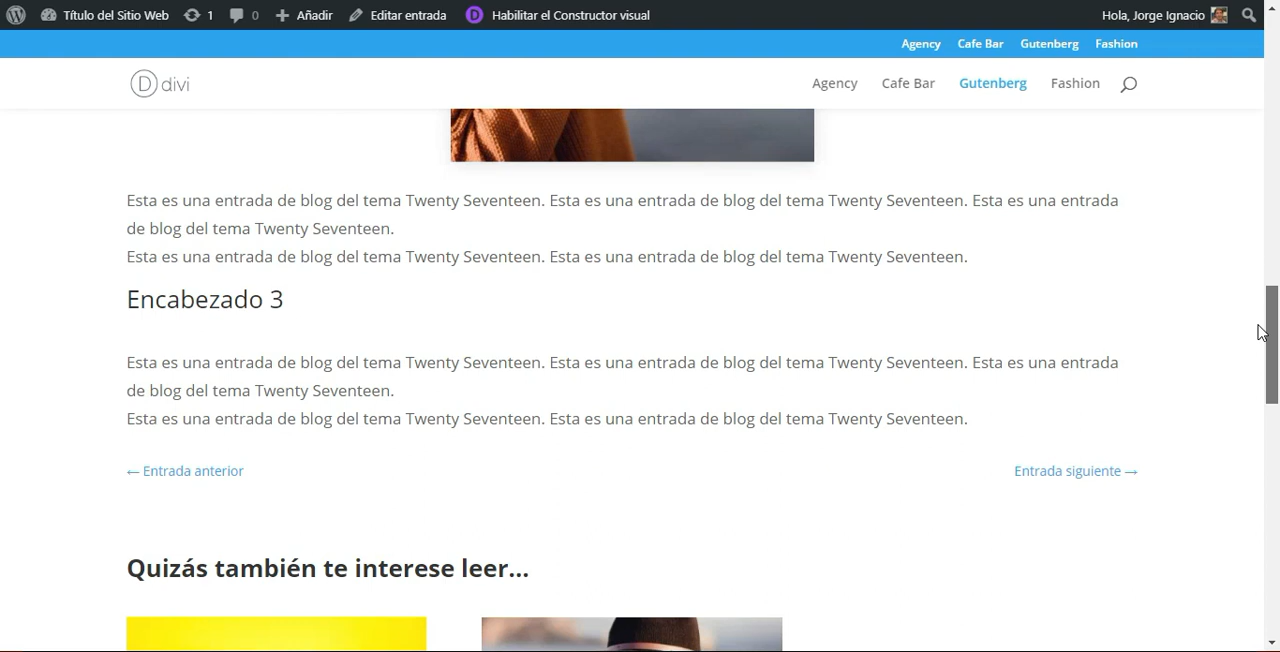 Título del Sitio Web 1 0 Añadir Editar entrada D Habilitar el Constructor visual Hola, Jorge Ignacio
Agency Cafe Bar Gutenberg Fashion
D divi Agency Cafe Bar Gutenberg Fashion
Esta es una entrada de blog del tema Twenty Seventeen. Esta es una entrada de blog del tema Twenty Seventeen. Esta es una entrada
de blog del tema Twenty Seventeen.
Esta es una entrada de blog del tema Twenty Seventeen. Esta es una entrada de blog del tema Twenty Seventeen.
Encabezado 3
Esta es una entrada de blog del tema Twenty Seventeen. Esta es una entrada de blog del tema Twenty Seventeen. Esta es una entrada
de blog del tema Twenty Seventeen.
Esta es una entrada de blog del tema Twenty Seventeen. Esta es una entrada de blog del tema Twenty Seventeen.
← Entrada anterior Entrada siguiente →
Quizás también te interese leer...